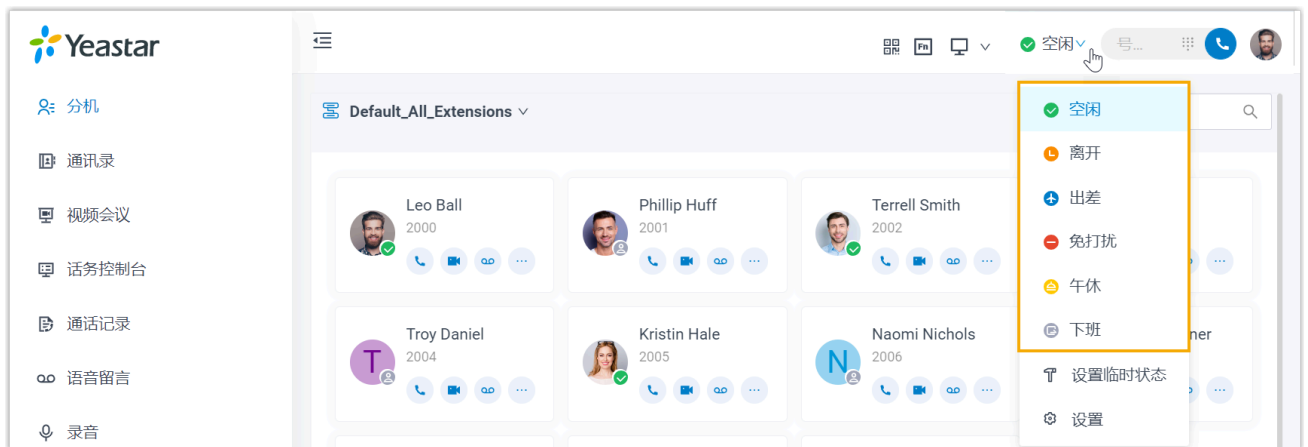 Yeastar
Fn
空闲
号...
分机
通讯录
视频会议
话务控制台
通话记录
语音留言
录音
Default_All_Extensions
Leo Ball
2000
Phillip Huff
2001
Terrell Smith
2002
T
Troy Daniel
2004
Kristin Hale
2005
N
Naomi Nichols
2006
ner
空闲
离开
出差
免打扰
午休
下班
设置临时状态
设置